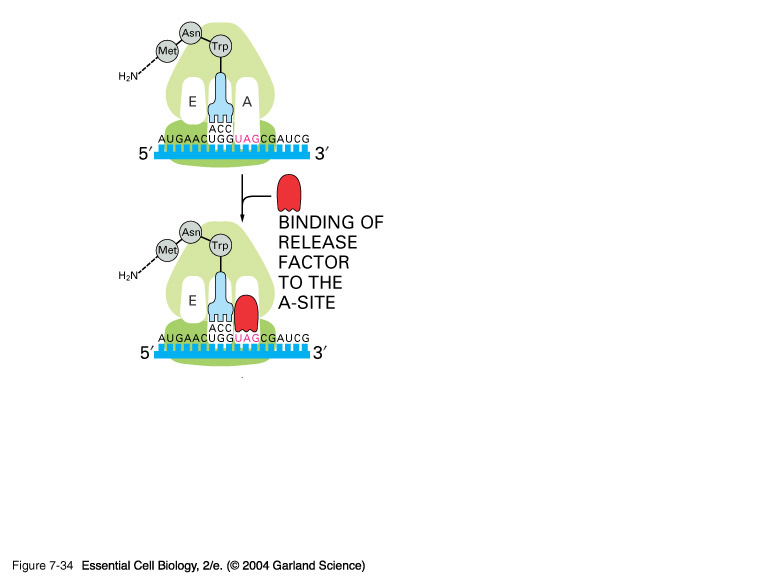 Asn
Met
Trp
H₂N
E
A
ACC
AUGAACUGGUAGCGAUCG
5′
3′
BINDING OF
RELEASE
FACTOR
TO THE
A-SITE
Asn
Met
Trp
H₂N
E
ACC
AUGAACUGGUAGCGAUCG
5′
3′
Figure 7-34 Essential Cell Biology, 2/e. (© 2004 Garland Science)